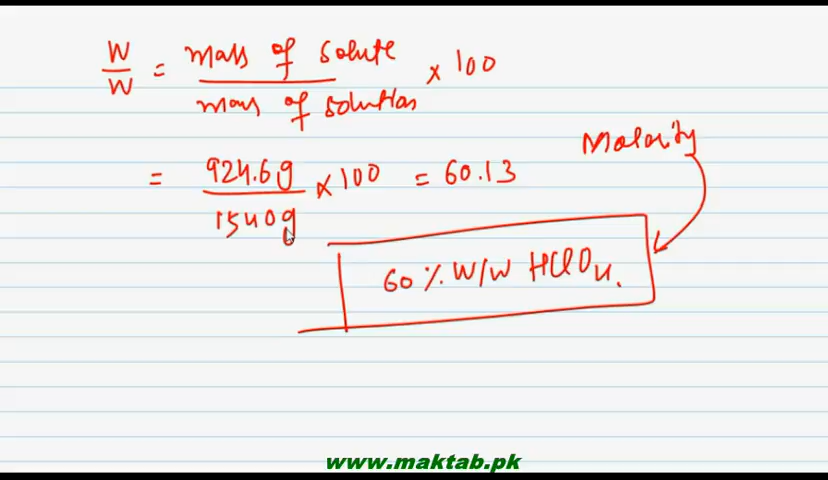 W/W = mass of solute / mass of solution × 100
Molarity
= 924.6g / 1540g × 100 = 60.13
60 % W/W HClO4.
www.maktab.pk